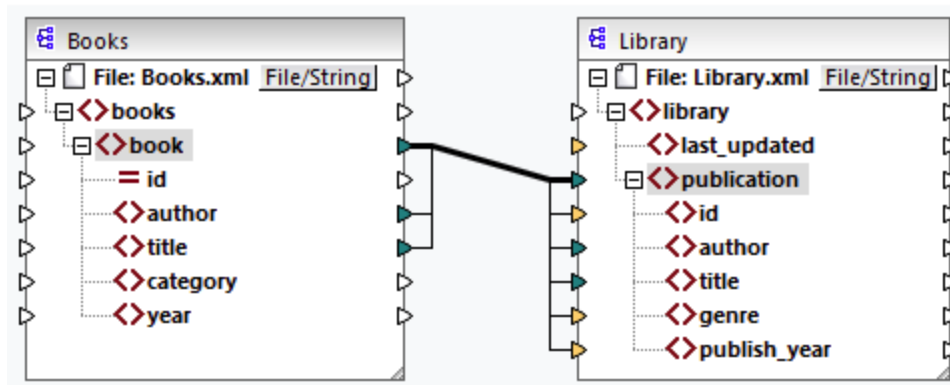 Books
File: Books.xml File/String
books
book
id
author
title
category
year
Library
File: Library.xml File/String
library
last_updated
publication
id
author
title
genre
publish_year